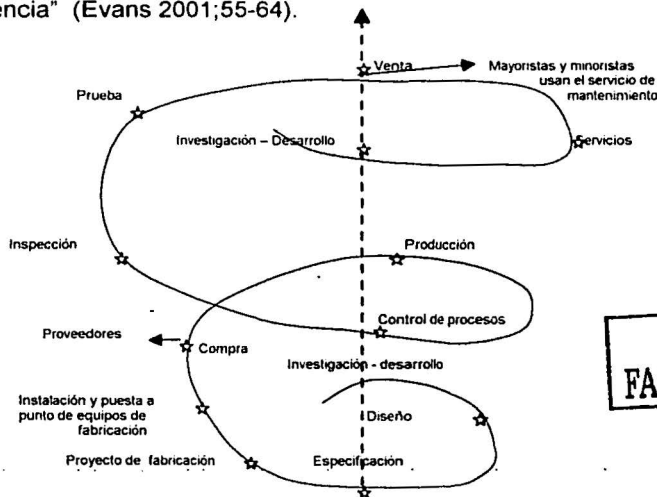 encia" (Evans 2001;55-64).
Venta
Mayoristas y minoristas
usan el servicio de
mantenimiento
Prueba
Investigación – Desarrollo
Servicios
Inspección
Producción
Control de procesos
Proveedores
Compra
Investigación - desarrollo
Instalación y puesta a
punto de equipos de
fabricación
Diseño
Proyecto de fabricación
Especificación
FA